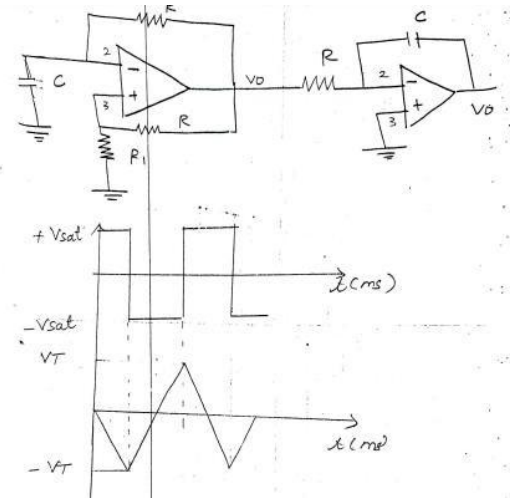 R
C
2
-
+
3
R
R1
VO
R
C
2
-
+
3
VO
+ Vsat
t(ms)
-Vsat
VT
t(ms)
-VT